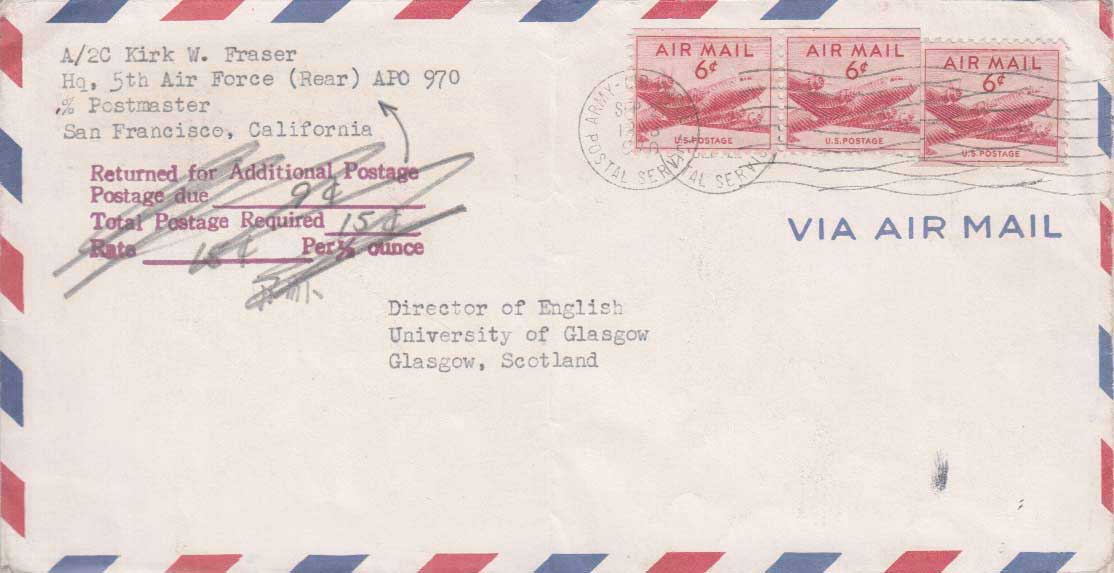 A/2C Kirk W. Fraser
Hq, 5th Air Force (Rear) APO 970
% Postmaster
San Francisco, California
Returned for Additional Postage
Postage due 9¢
Total Postage Required 15¢
Rate 15¢ Per ½ ounce
AIR MAIL
6¢
U.S. POSTAGE
AIR MAIL
6¢
U.S. POSTAGE
AIR MAIL
6¢
U.S. POSTAGE
ARMY-
POSTAL SERVICE
AL SERVI
VIA AIR MAIL
Director of English
University of Glasgow
Glasgow, Scotland